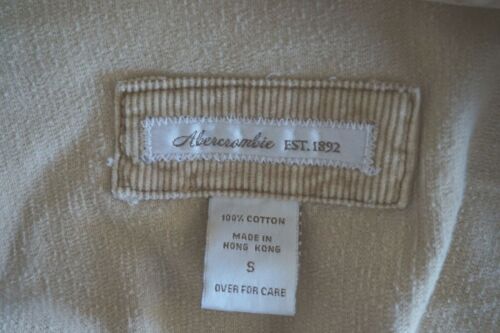 Abercrombie EST. 1892
100% COTTON
MADE IN
HONG KONG
S
OVER FOR CARE